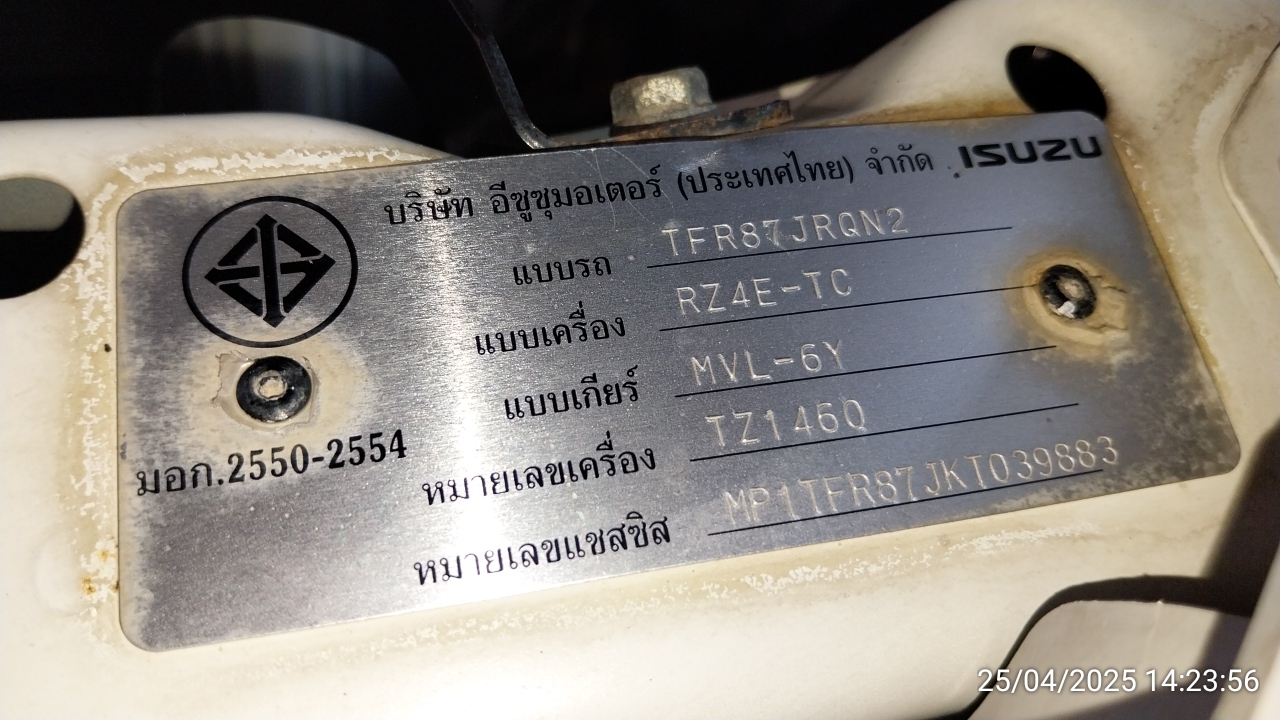 บริษัท อีซูซุมอเตอร์ (ประเทศไทย) จำกัด ISUZU
แบบรถ TFR87JRQN2
แบบเครื่อง RZ4E-TC
แบบเกียร์ MVL-6Y
หมายเลขเครื่อง TZ1460
หมายเลขแชสซิส MP1TFR87JKT039883
มอก.2550-2554
25/04/2025 14:23:56